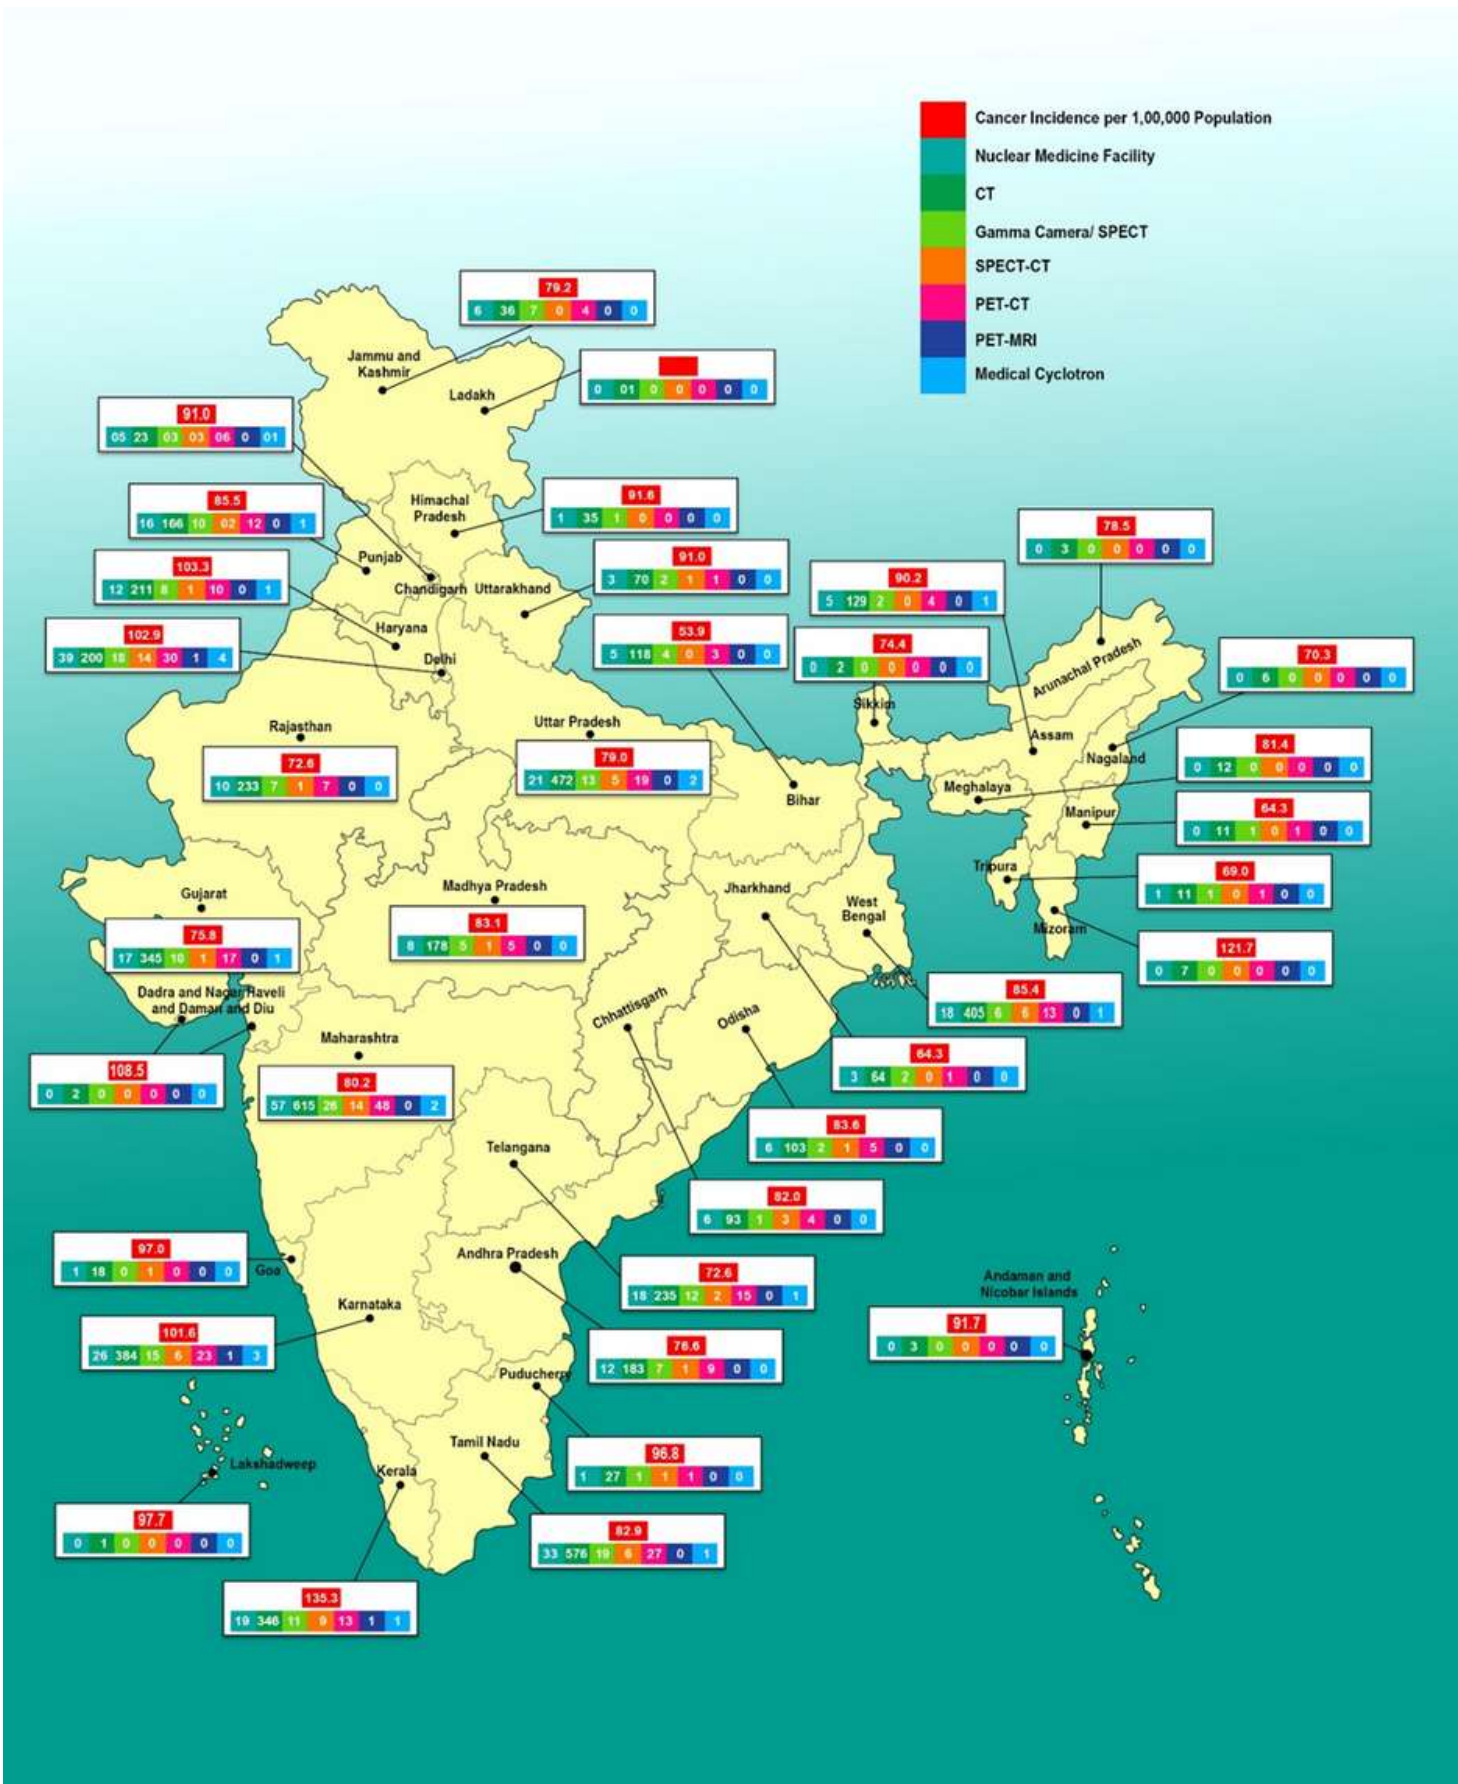 Cancer Incidence per 1,00,000 Population
Nuclear Medicine Facility
CT
Gamma Camera/ SPECT
SPECT-CT
PET-CT
PET-MRI
Medical Cyclotron
79.2
6 36 7 0 4 0 0
Jammu and
Kashmir
Ladakh
0 01 0 0 0 0 0
91.0
05 23 03 03 06 0 01
85.5
16 166 10 02 12 0 1
Himachal
Pradesh
91.6
1 35 1 0 0 0 0
78.5
0 3 0 0 0 0 0
103.3
12 211 8 1 10 0 1
Punjab
Chandigarh
Uttarakhand
91.0
3 70 2 1 1 0 0
90.2
5 129 2 0 4 0 1
102.9
39 200 18 14 30 1 4
Haryana
Delhi
53.9
5 118 4 0 3 0 0
74.4
0 2 0 0 0 0 0
Arunachal Pradesh
70.3
0 6 0 0 0 0 0
Sikkim
Rajasthan
72.6
10 233 7 1 7 0 0
Uttar Pradesh
79.0
21 472 13 5 19 0 2
Bihar
Assam
Nagaland
81.4
0 12 0 0 0 0 0
Meghalaya
Manipur
64.3
0 11 1 0 1 0 0
Tripura
69.0
1 11 1 0 1 0 0
Mizoram
121.7
0 7 0 0 0 0 0
Gujarat
75.8
17 345 10 1 17 0 1
Madhya Pradesh
83.1
8 178 5 1 5 0 0
Jharkhand
West
Bengal
85.4
18 405 6 6 13 0 1
Dadra and Nagar Haveli
and Daman and Diu
108.5
0 2 0 0 0 0 0
Maharashtra
80.2
57 615 26 14 48 0 2
Chhattisgarh
Odisha
64.3
3 64 2 0 1 0 0
83.6
6 103 2 1 5 0 0
Telangana
82.0
6 93 1 3 4 0 0
97.0
1 18 0 1 0 0 0
Goa
Andhra Pradesh
72.6
18 235 12 2 15 0 1
Andaman and
Nicobar Islands
91.7
0 3 0 0 0 0 0
Karnataka
101.6
26 384 15 6 23 1 3
76.6
12 183 7 1 9 0 0
Puducherry
96.8
1 27 1 1 1 0 0
Lakshadweep
97.7
0 1 0 0 0 0 0
Tamil Nadu
82.9
33 576 19 6 27 0 1
Kerala
135.3
19 346 11 9 13 1 1